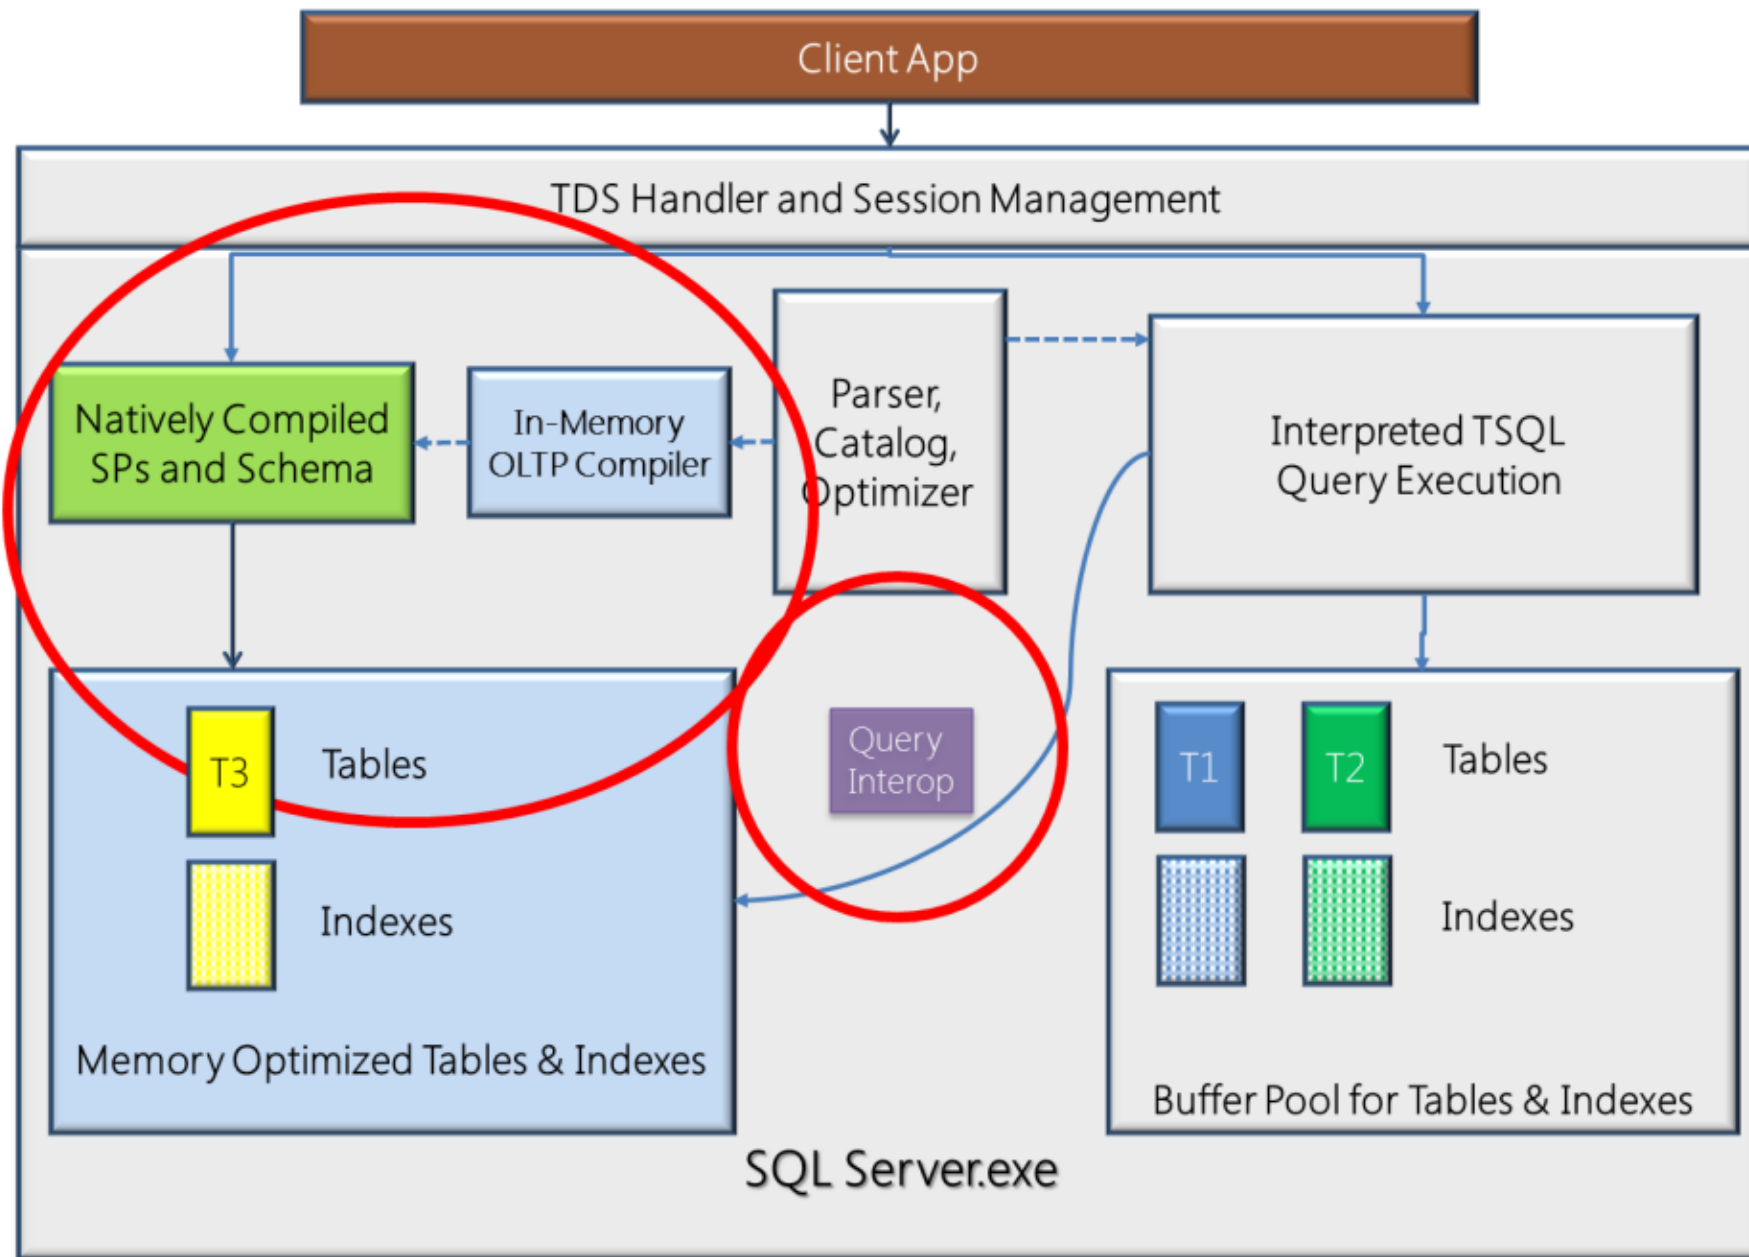 Client App
TDS Handler and Session Management
Natively Compiled
SPs and Schema
In-Memory
OLTP Compiler
Parser,
Catalog,
Optimizer
Interpreted TSQL
Query Execution
T3
Tables
Indexes
Memory Optimized Tables & Indexes
Query
Interop
T1
T2
Tables
Indexes
Buffer Pool for Tables & Indexes
SQL Server.exe